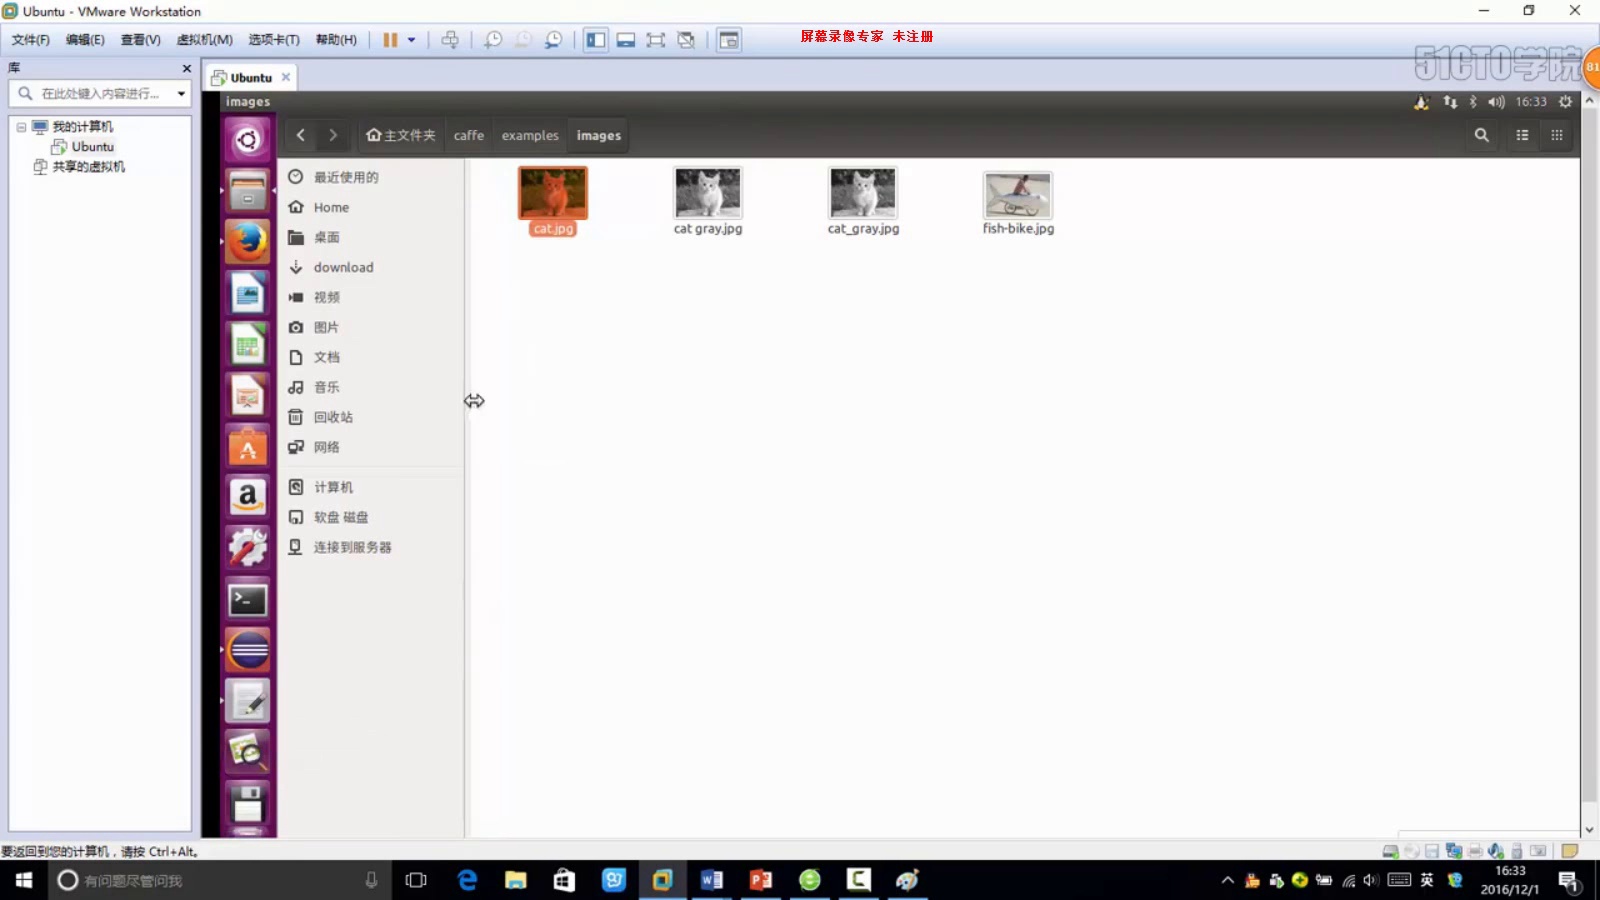 Ubuntu - VMware Workstation
文件(F) 编辑(E) 查看(V) 虚拟机(M) 选项卡(T) 帮助(H)
屏幕录像专家 未注册
51CTO学院
81
库
Ubuntu
在此处键入内容进行...
我的计算机
Ubuntu
共享的虚拟机
images
16:33
主文件夹 caffe examples images
最近使用的
Home
桌面
download
视频
图片
文档
音乐
回收站
网络
计算机
软盘 磁盘
连接到服务器
cat.jpg
cat gray.jpg
cat_gray.jpg
fish-bike.jpg
要返回到您的计算机，请按 Ctrl+Alt。
有问题尽管问我
英
16:33
2016/12/1
1